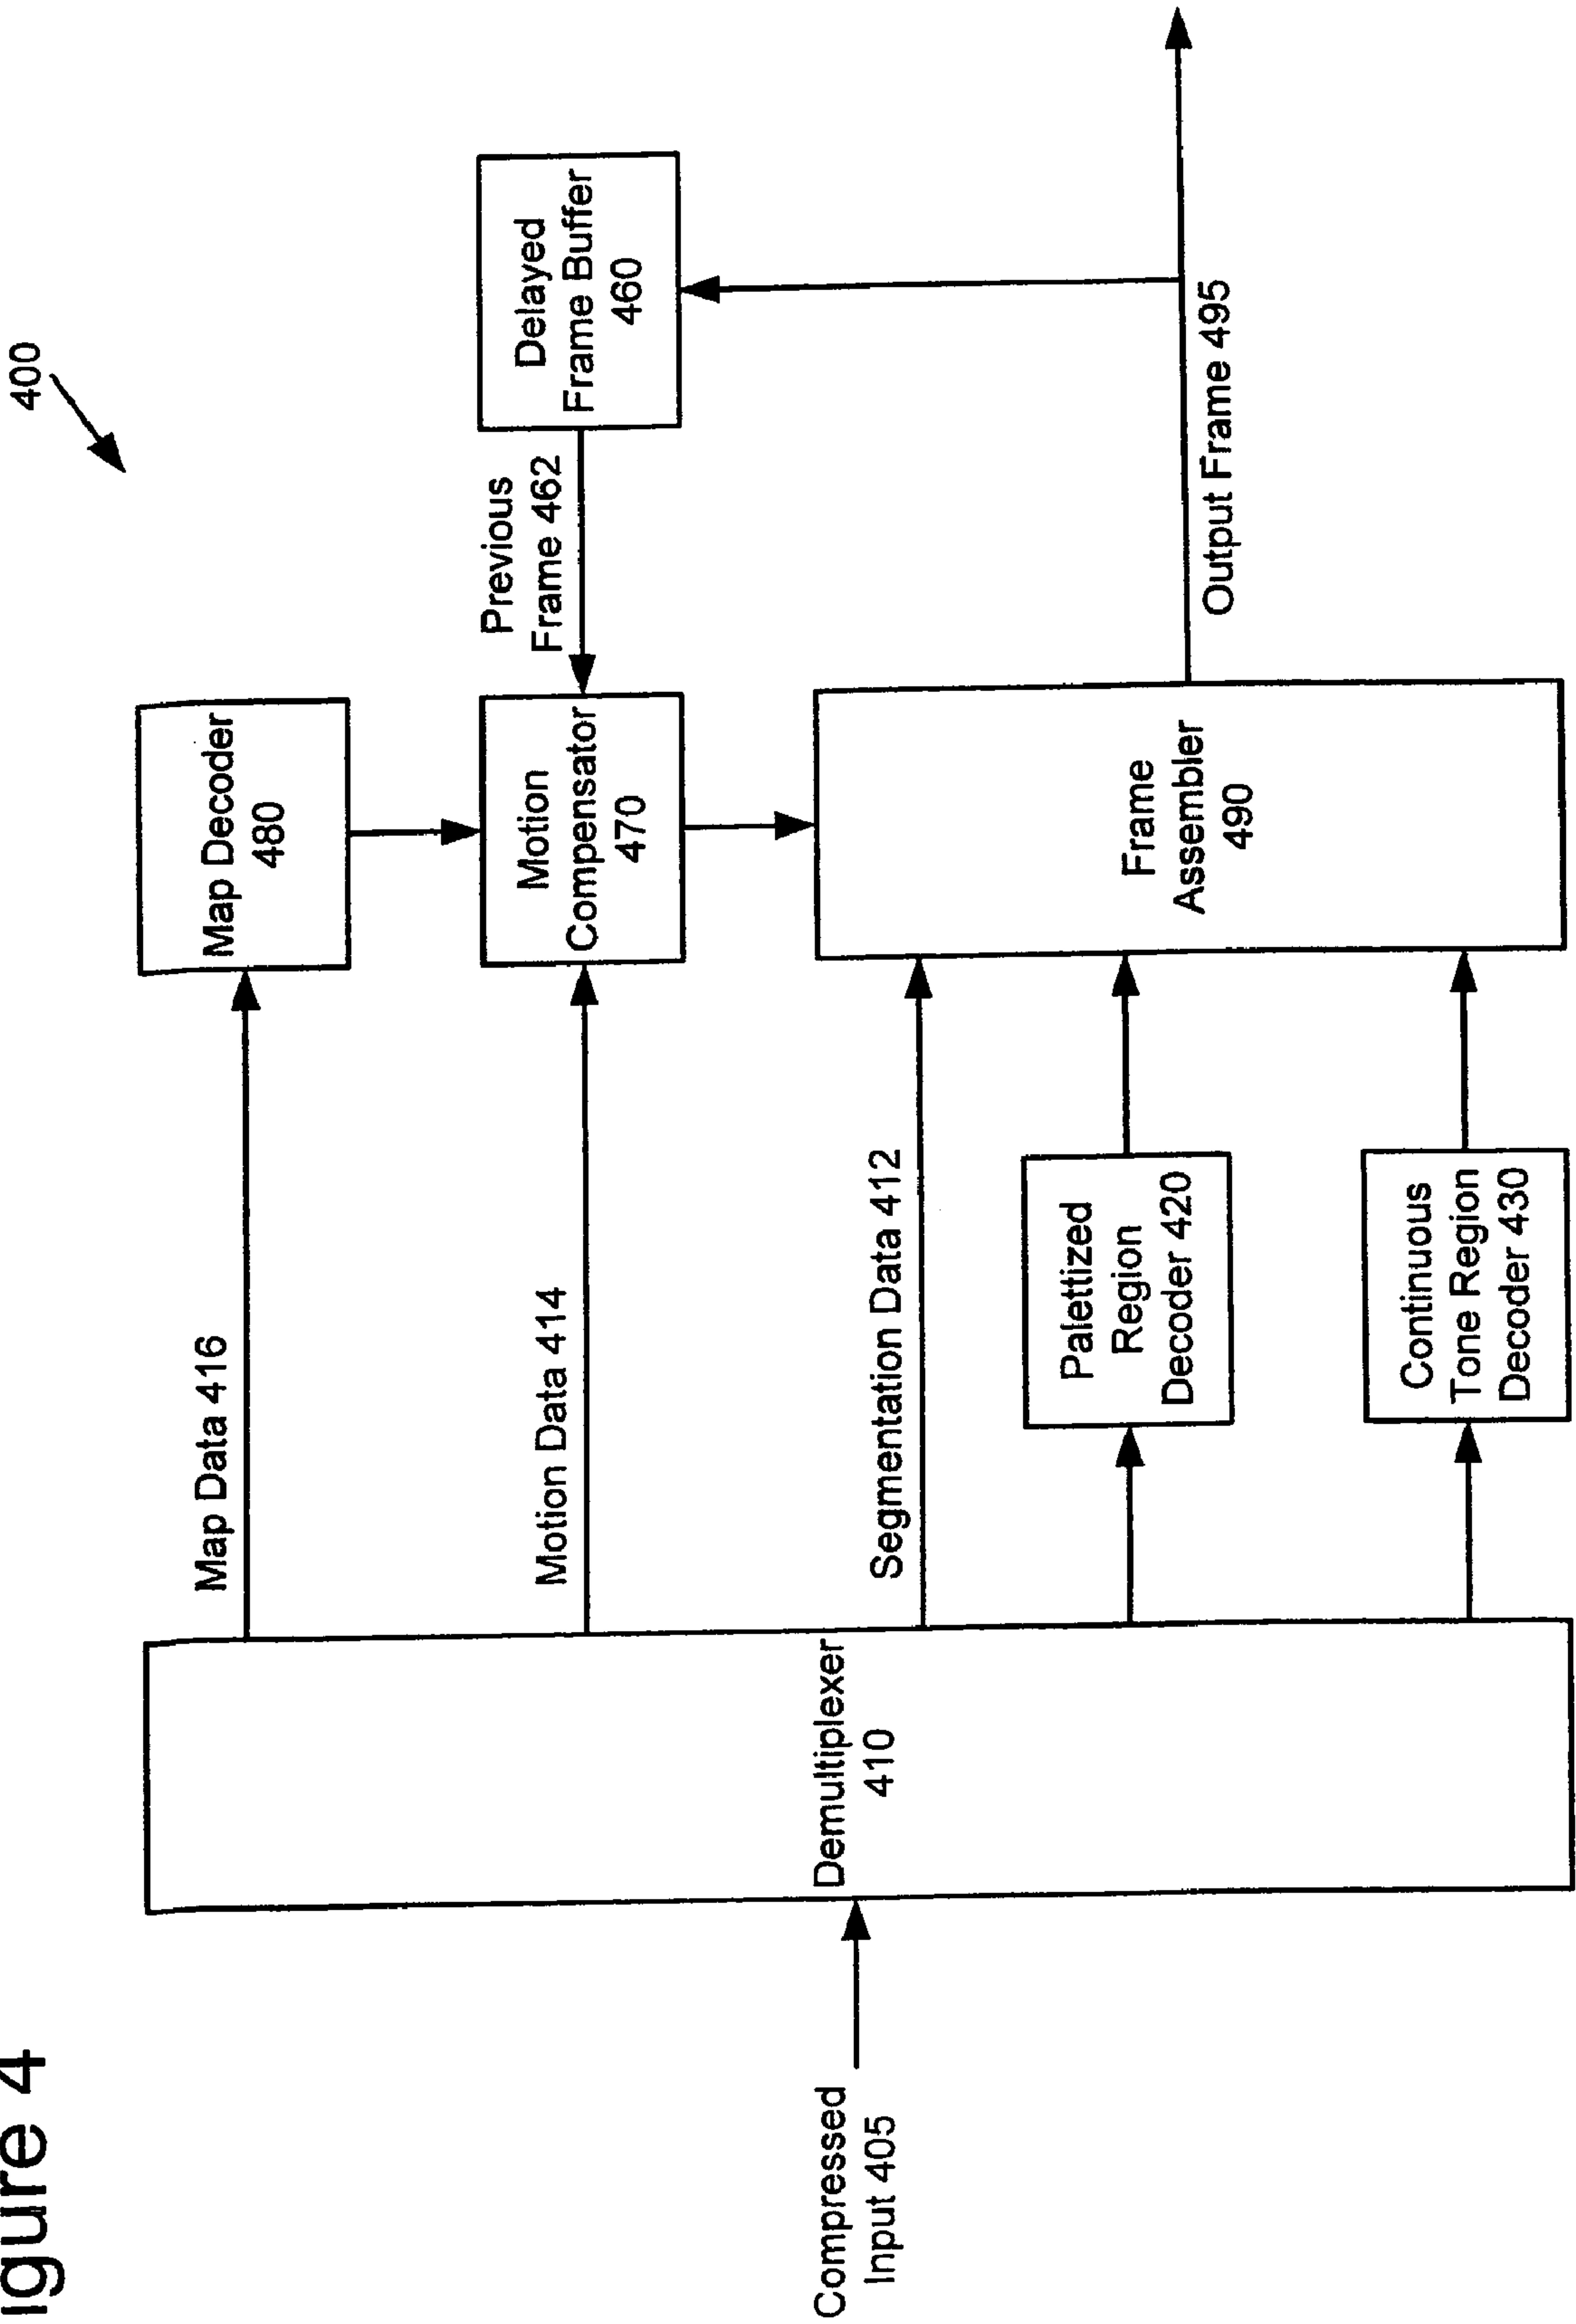 igure 4
400
Map Data 416
Map Decoder
480
Motion Data 414
Motion
Compensator
470
Previous
Frame 462
Delayed
Frame Buffer
460
Compressed
Input 405
Demultiplexer
410
Segmentation Data 412
Palettized
Region
Decoder 420
Continuous
Tone Region
Decoder 430
Frame
Assembler
490
Output Frame 495